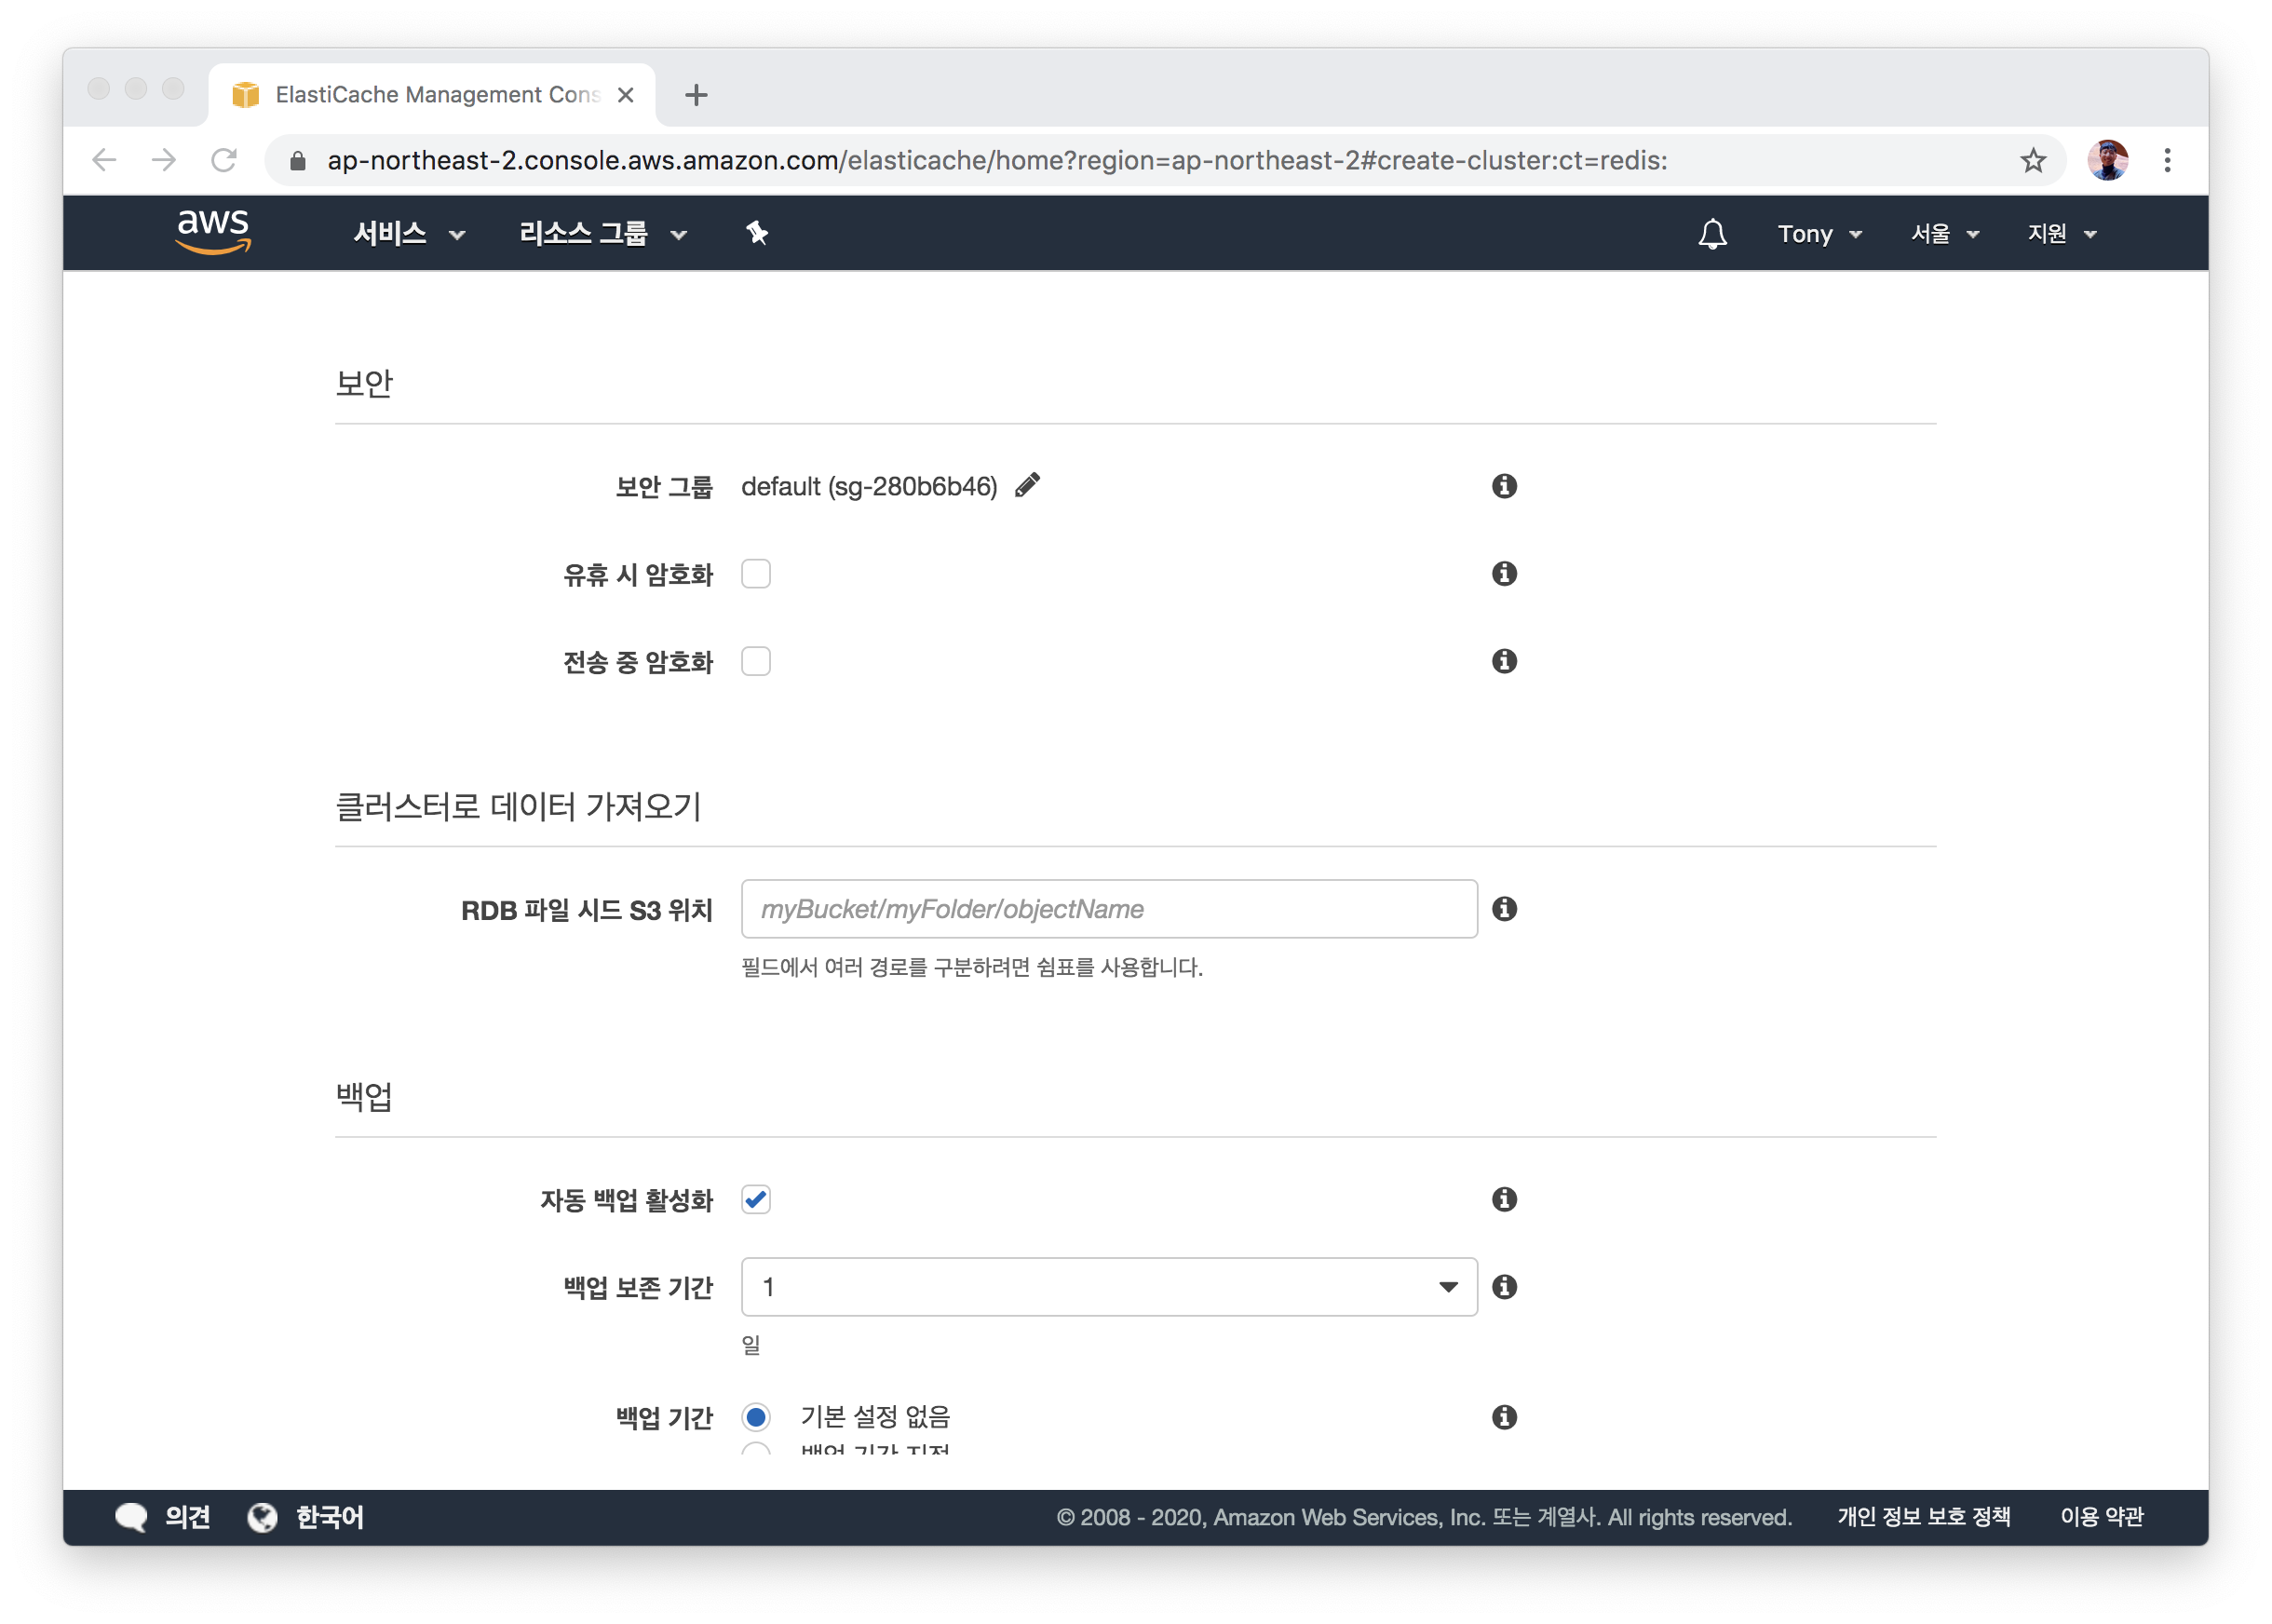 ElastiCache Management Cons
ap-northeast-2.console.aws.amazon.com/elasticache/home?region=ap-northeast-2#create-cluster:ct=redis:
aws 서비스 리소스 그룹 Tony 서울 지원
보안
보안 그룹 default (sg-280b6b46)
유휴 시 암호화
전송 중 암호화
클러스터로 데이터 가져오기
RDB 파일 시드 S3 위치 myBucket/myFolder/objectName
필드에서 여러 경로를 구분하려면 쉼표를 사용합니다.
백업
자동 백업 활성화
백업 보존 기간 1
일
백업 기간 기본 설정 없음
백업 기간 지정
의견 한국어 © 2008 - 2020, Amazon Web Services, Inc. 또는 계열사. All rights reserved. 개인 정보 보호 정책 이용 약관